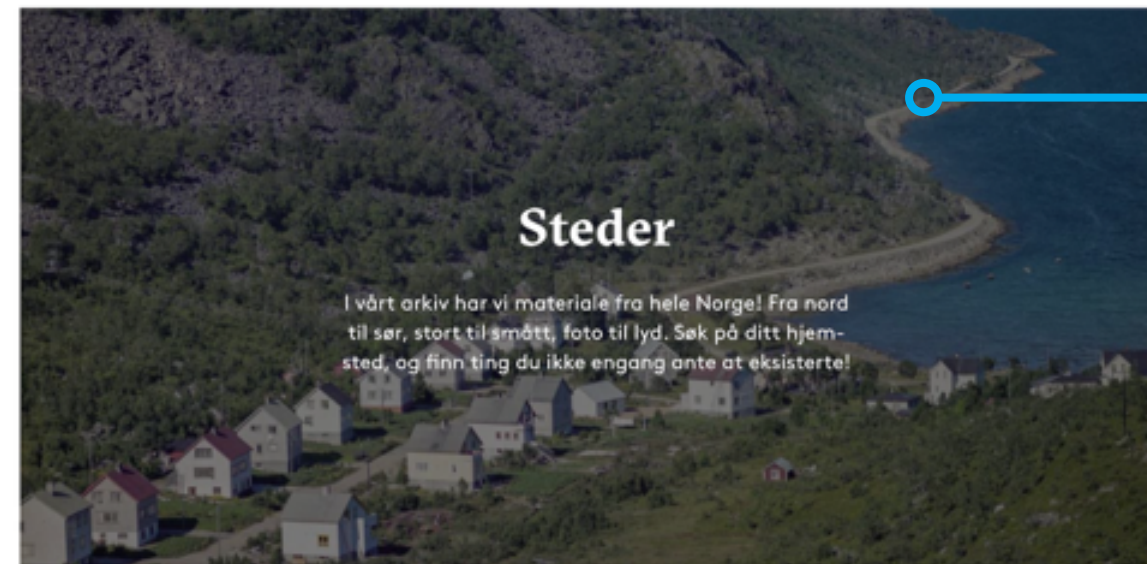 Steder
I vårt arkiv har vi materiale fra hele Norge! Fra nord
til sør, stort til smått, foto til lyd. Søk på ditt hjem-
sted, og finn ting du ikke engang ante at eksisterte!